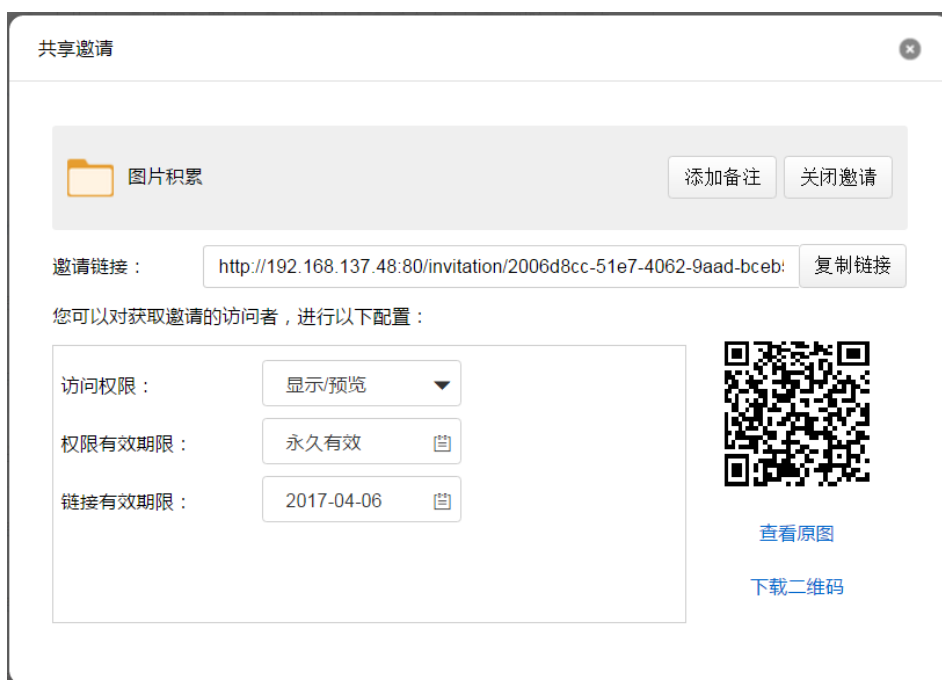 共享邀请
图片积累
添加备注
关闭邀请
邀请链接：
http://192.168.137.48:80/invitation/2006d8cc-51e7-4062-9aad-bceb
复制链接
您可以对获取邀请的访问者，进行以下配置：
访问权限：
显示/预览
权限有效期限：
永久有效
链接有效期限：
2017-04-06
查看原图
下载二维码